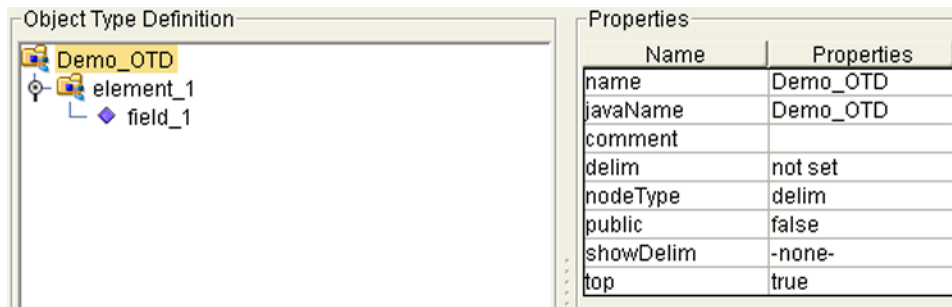 Object Type Definition
Demo_OTD
element_1
field_1
Properties
Name Properties
name Demo_OTD
javaName Demo_OTD
comment
delim not set
nodeType delim
public false
showDelim -none-
top true